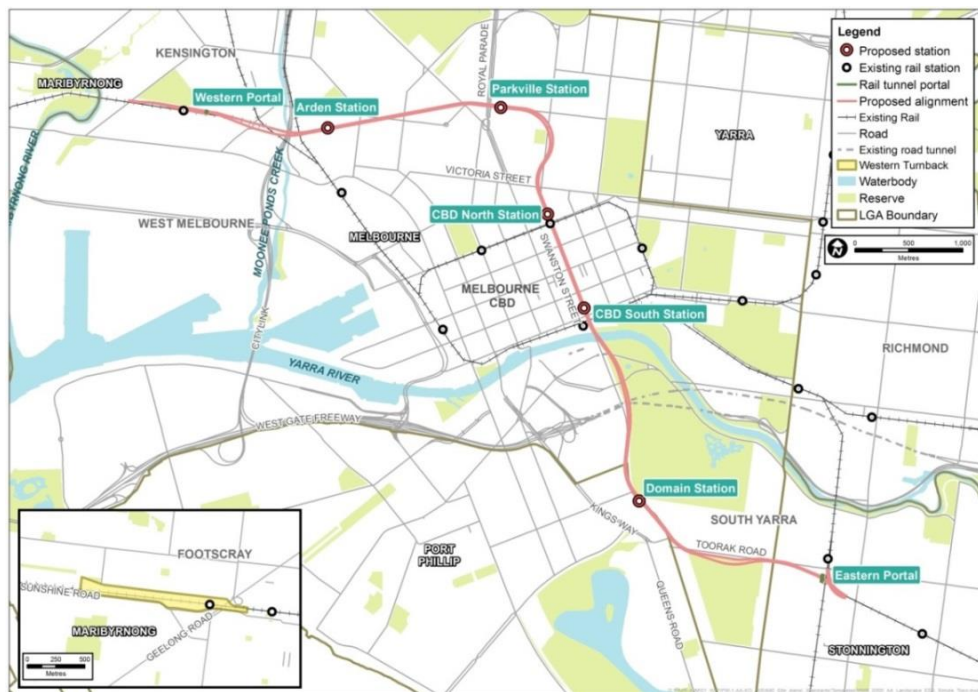 KENSINGTON
MARIBYRNONG
Western Portal
Arden Station
Parkville Station
ROYAL PARADE
YARRA
Legend
Proposed station
Existing rail station
Rail tunnel portal
Proposed alignment
Existing Rail
Road
Existing road tunnel
Western Turnback
Waterbody
Reserve
LGA Boundary
0 500 1,000
Metres
RIVER
MOONEE PONDS CREEK
VICTORIA STREET
WEST MELBOURNE
MELBOURNE
CBD North Station
SWANSTON STREET
MELBOURNE
CBD
CBD South Station
CITYLINK
YARRA RIVER
RICHMOND
WEST GATE FREEWAY
Domain Station
KINGS WAY
SOUTH YARRA
TOORAK ROAD
PORT
PHILLIP
Eastern Portal
QUEENS ROAD
STONNINGTON
FOOTSCRAY
SUNSHINE ROAD
MARIBYRNONG
GEELONG ROAD
0 250 500
Metres